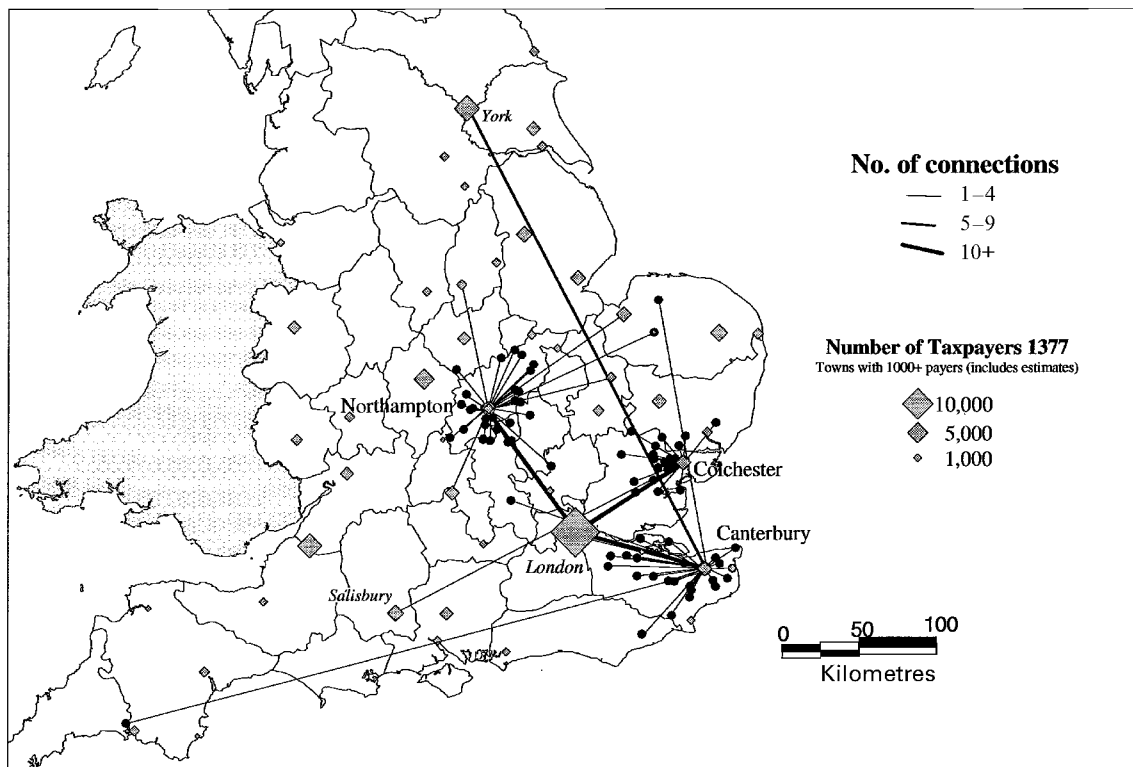 York
No. of connections
1–4
5–9
10+
Number of Taxpayers 1377
Towns with 1000+ payers (includes estimates)
10,000
5,000
1,000
Northampton
Colchester
Canterbury
London
Salisbury
0 50 100
Kilometres